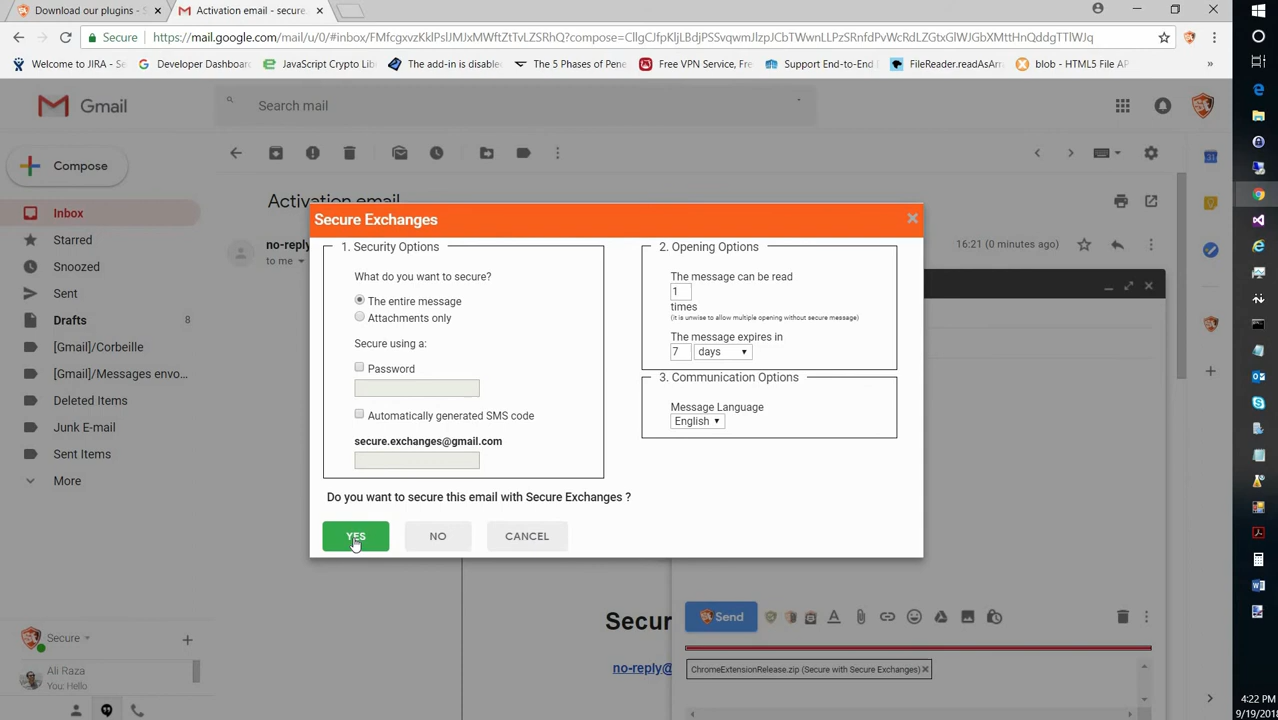 Download our plugins - S
Activation email - secure.
Secure
https://mail.google.com/mail/u/0/#inbox/
Welcome to JIRA - Se
Developer Dashboard
JavaScript Crypto Lib
The add-in is disable
The 5 Phases of Pene
Free VPN Service, Fre
Support End-to-End
FileReader.readAsArr
blob - HTML5 File AP
»
Gmail
Search mail
Compose
Activation email
Inbox
Starred
Snoozed
Sent
Drafts 8
[Gmail]/Corbeille
[Gmail]/Messages envo...
Deleted Items
Junk E-mail
Sent Items
More
no-reply
to me
16:21 (0 minutes ago)
Secure Exchanges
1. Security Options
What do you want to secure?
The entire message
Attachments only
Secure using a:
Password
Automatically generated SMS code
secure.exchanges@gmail.com
2. Opening Options
The message can be read
1
times
(it is unwise to allow multiple opening without secure message)
The message expires in
7 days
3. Communication Options
Message Language
English
Do you want to secure this email with Secure Exchanges ?
YES NO CANCEL
Secur
no-reply@
Send
ChromeExtensionRelease.zip (Secure with Secure Exchanges)
Secure
Ali Raza
You: Hello
4:22 PM
9/19/201